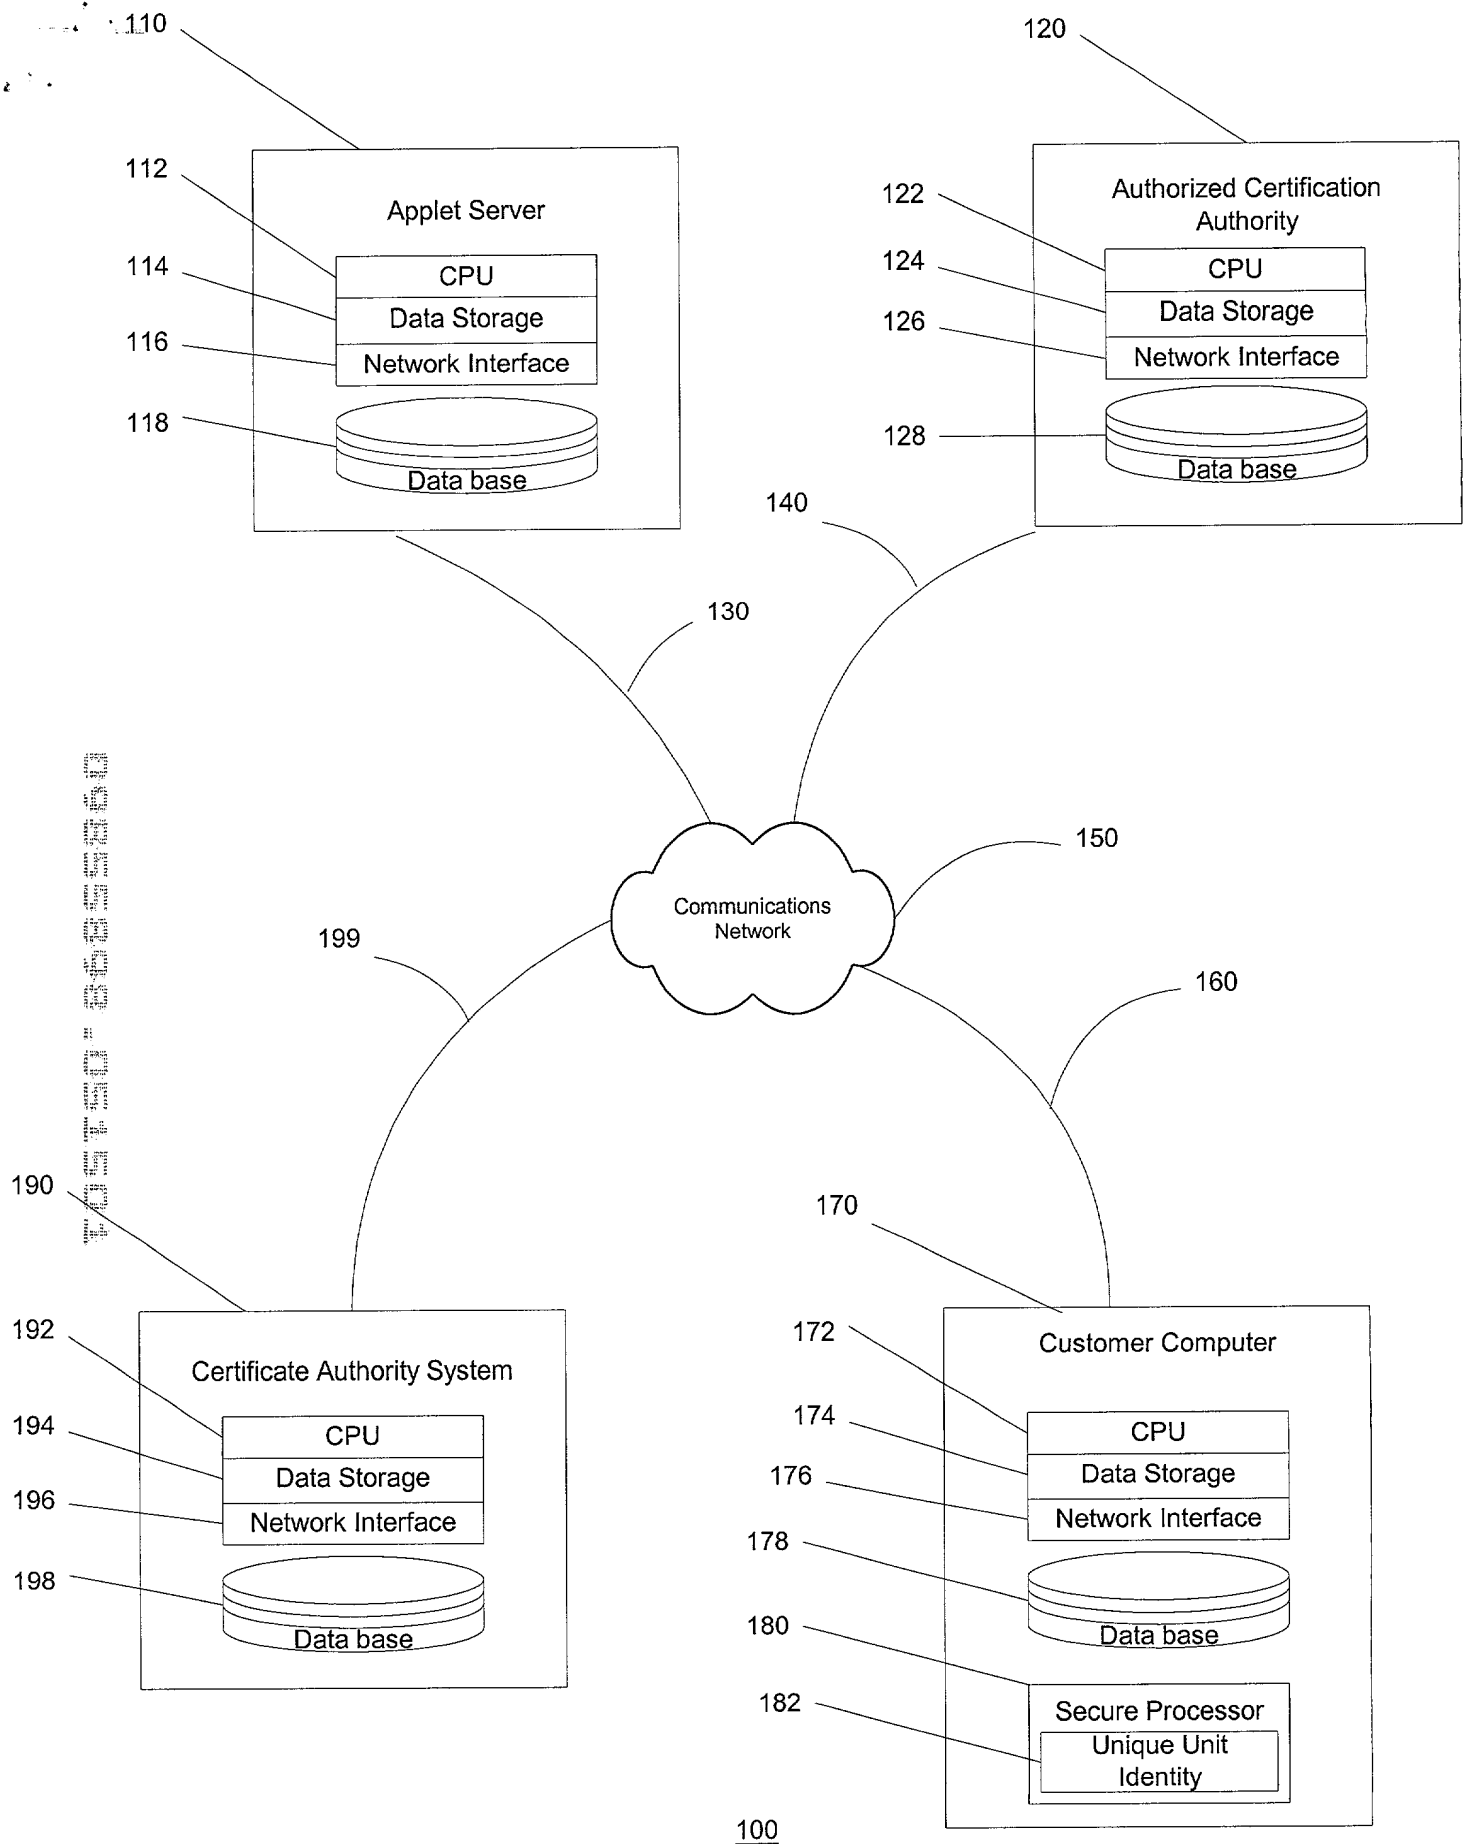 110
120
112
Applet Server
114
CPU
Data Storage
116
Network Interface
118
Data base
122
Authorized Certification
Authority
124
CPU
Data Storage
126
Network Interface
128
Data base
140
130
150
Communications
Network
199
160
190
170
192
Certificate Authority System
194
CPU
Data Storage
196
Network Interface
198
Data base
172
Customer Computer
174
CPU
Data Storage
176
Network Interface
178
Data base
180
Secure Processor
182
Unique Unit
Identity
100